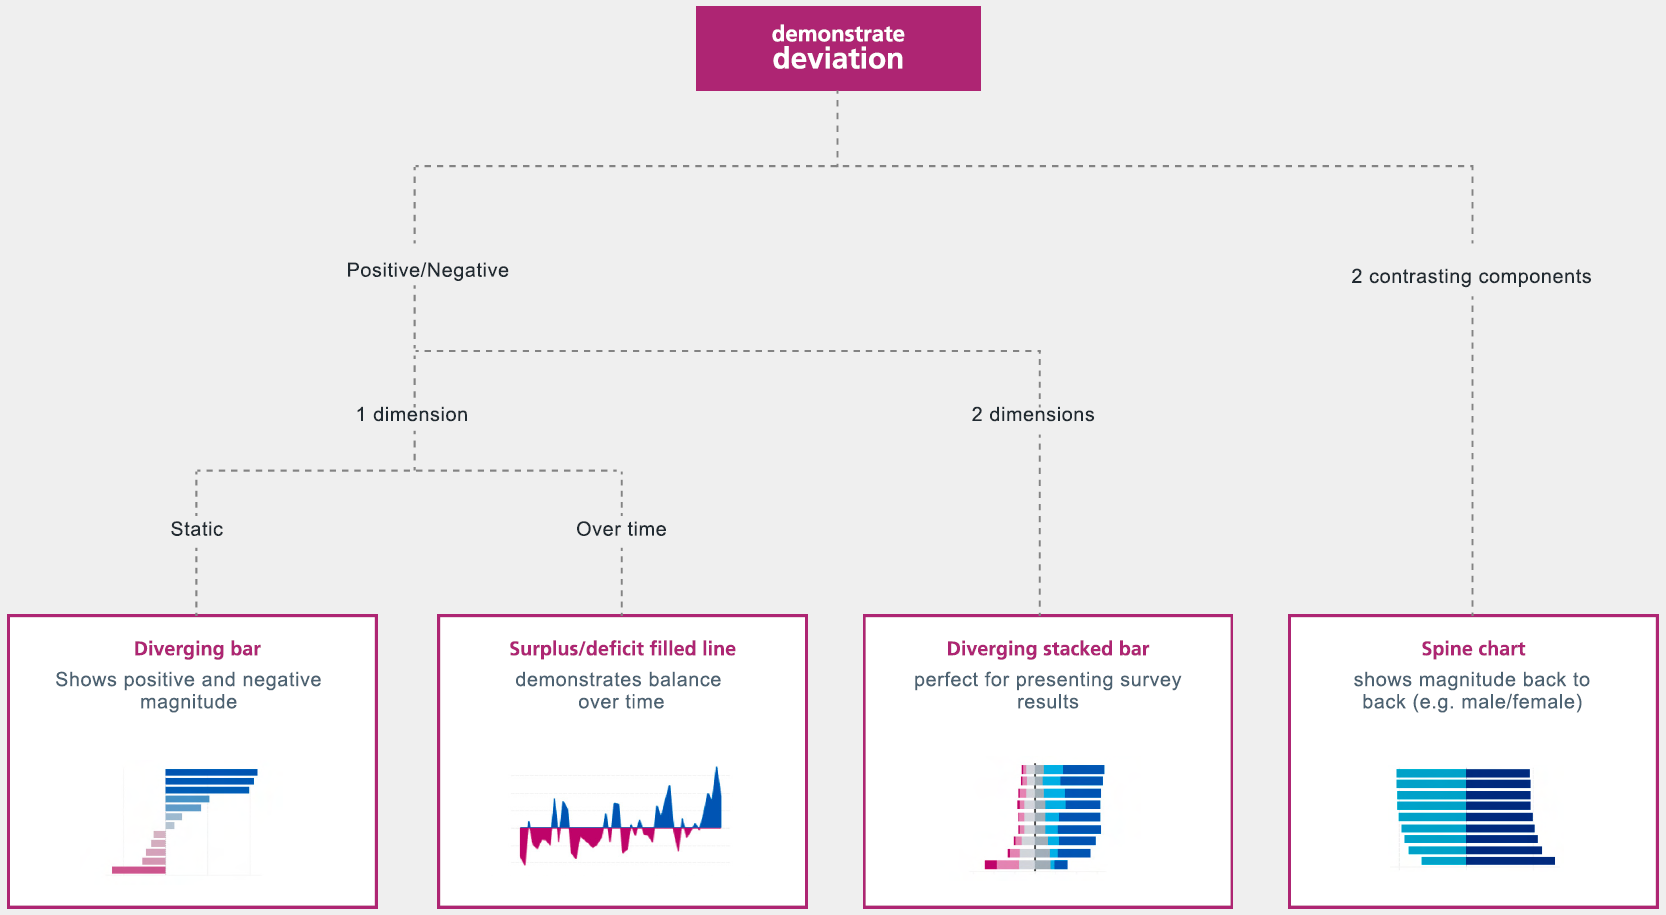 demonstrate
deviation
Positive/Negative
2 contrasting components
1 dimension
2 dimensions
Static
Over time
Diverging bar
Shows positive and negative
magnitude
Surplus/deficit filled line
demonstrates balance
over time
Diverging stacked bar
perfect for presenting survey
results
Spine chart
shows magnitude back to
back (e.g. male/female)